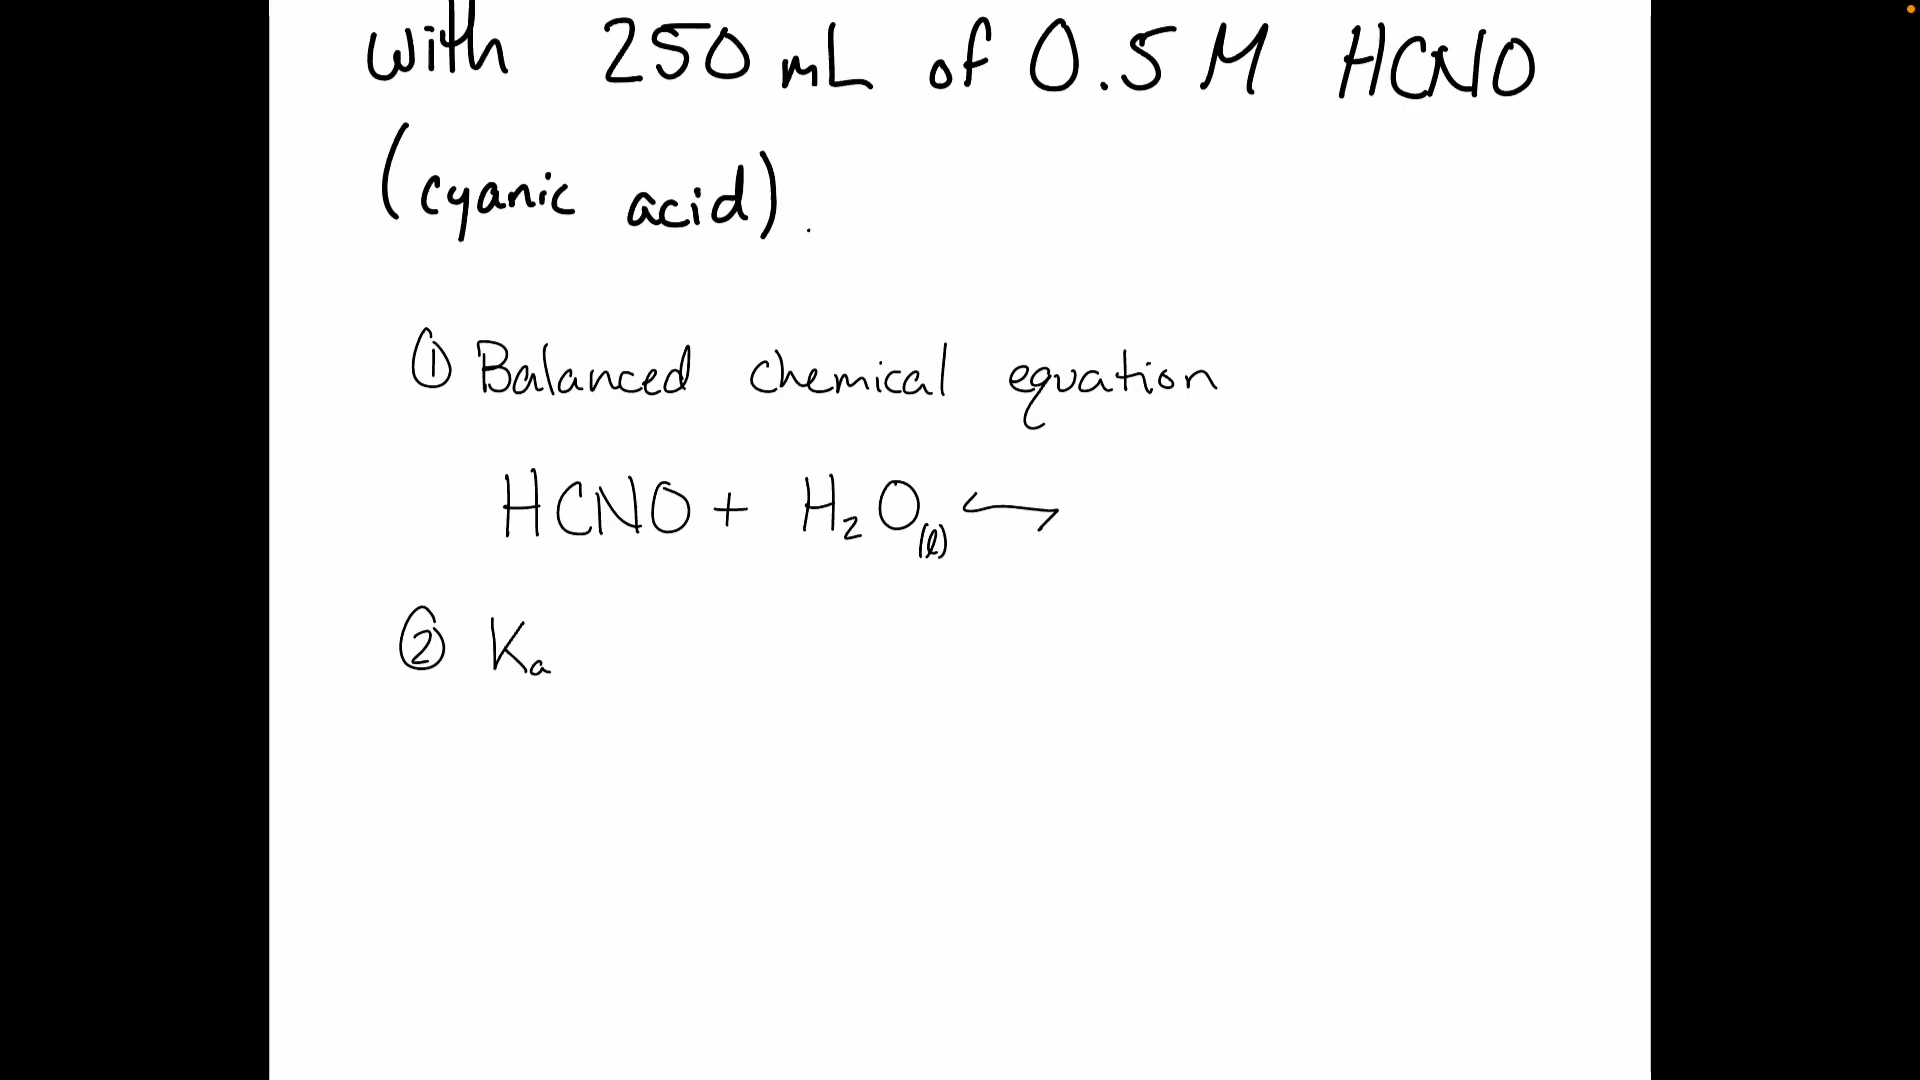 with 250 mL of 0.5 M HCNO
(cyanic acid).
① Balanced chemical equation
HCNO + H₂O(l) ↔
② Kₐ